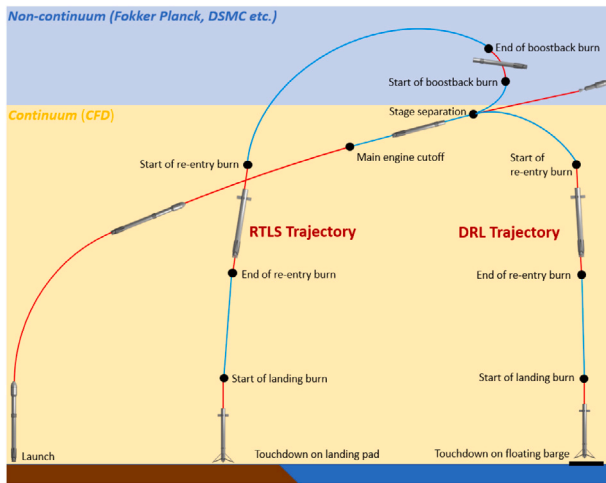 Non-continuum (Fokker Planck, DSMC etc.)
End of boostback burn
Start of boostback burn
Continuum (CFD)
Stage separation
Main engine cutoff
Start of re-entry burn
Start of
re-entry burn
RTLS Trajectory
DRL Trajectory
End of re-entry burn
End of re-entry burn
Start of landing burn
Start of landing burn
Launch
Touchdown on landing pad
Touchdown on floating barge